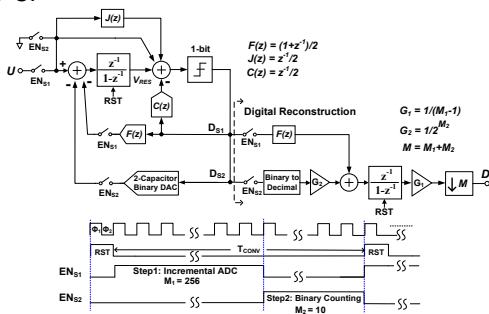 J(z)
EN_S2
1-bit
F(z) = (1+z^-1)/2
J(z) = z^-1/2
C(z) = z^-1/2
U
EN_S1
+
z^-1
1-z^-1
V_RES
RST
C(z)
Digital Reconstruction
G_1 = 1/(M_1-1)
G_2 = 1/2^M_2
M = M_1+M_2
EN_S1
F(z)
D_S1
EN_S1
F(z)
EN_S2
2-Capacitor
Binary DAC
D_S2
EN_S2
Binary to
Decimal
G_2
+
z^-1
1-z^-1
RST
G_1
↓ M
D
Φ_1 Φ_2
RST
T_CONV
RST
EN_S1
Step1: Incremental ADC
M_1 = 256
EN_S2
Step2: Binary Counting
M_2 = 10